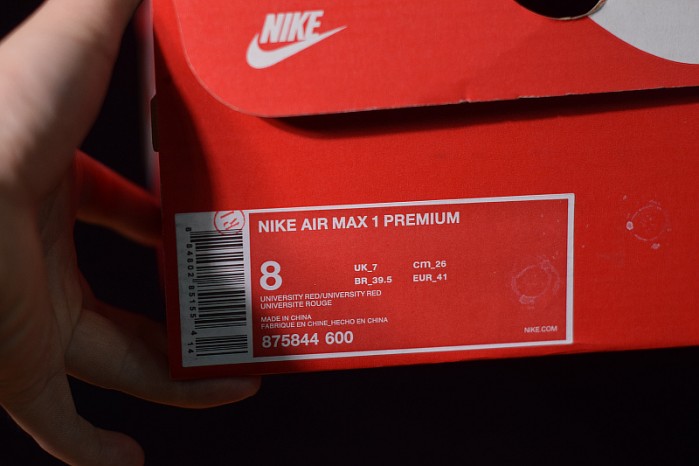 NIKE
NIKE AIR MAX 1 PREMIUM
8
UK_7 cm_26
BR_39.5 EUR_41
UNIVERSITY RED/UNIVERSITY RED
UNIVERSITE ROUGE
MADE IN CHINA
FABRIQUE EN CHINE_HECHO EN CHINA
875844 600
NIKE.COM